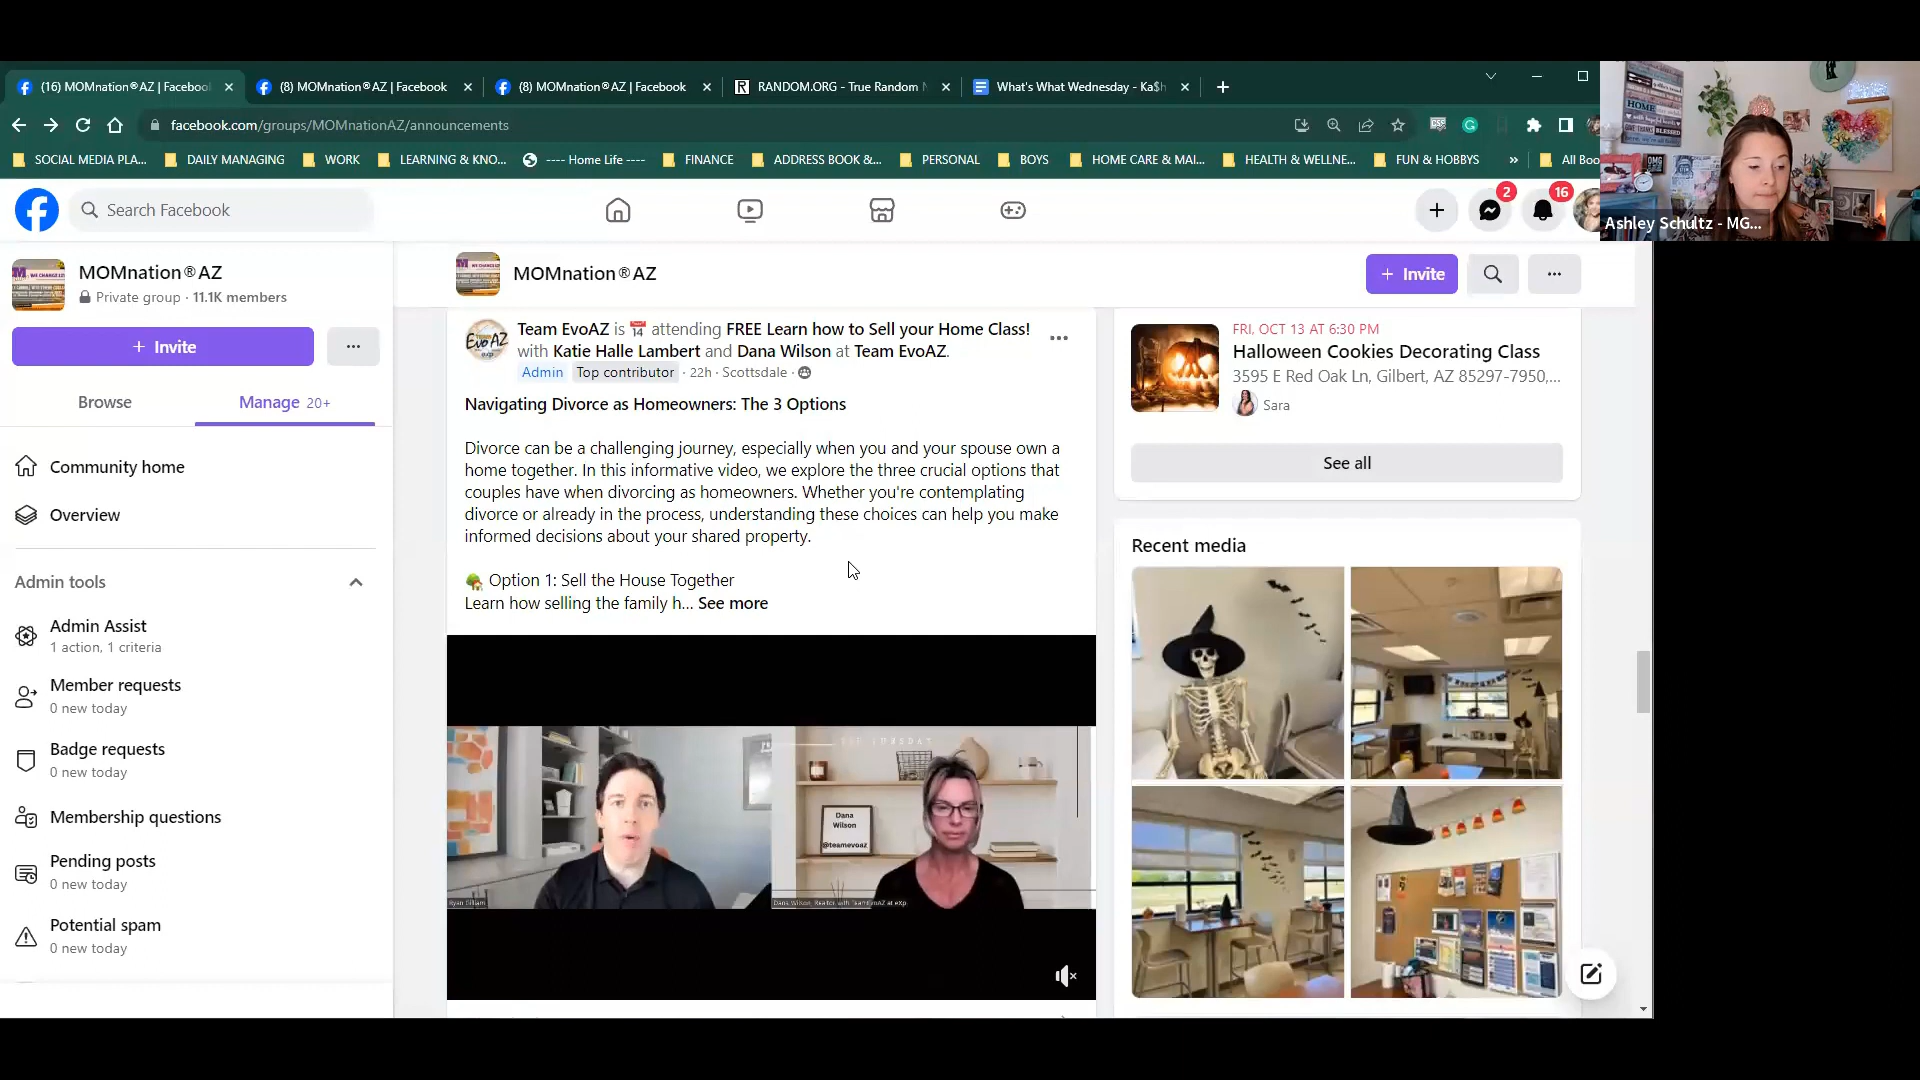 (16) MOMnation®AZ | Faceboo
(8) MOMnation®AZ | Facebook
(8) MOMnation®AZ | Facebook
RANDOM.ORG - True Random
What's What Wednesday - Ka$h
facebook.com/groups/MOMnationAZ/announcements
SOCIAL MEDIA PLA...
DAILY MANAGING
WORK
LEARNING & KNO...
---- Home Life ----
FINANCE
ADDRESS BOOK &...
PERSONAL
BOYS
HOME CARE & MAI...
HEALTH & WELLNE...
FUN & HOBBYS
»
All Boo
Search Facebook
2
16
Ashley Schultz - MG...
MOMnation®AZ
Private group · 11.1K members
+ Invite
...
Browse
Manage 20+
Community home
Overview
Admin tools
Admin Assist
1 action, 1 criteria
Member requests
0 new today
Badge requests
0 new today
Membership questions
Pending posts
0 new today
Potential spam
0 new today
MOMnation®AZ
+ Invite
...
Team EvoAZ is 📅 attending FREE Learn how to Sell your Home Class!
with Katie Halle Lambert and Dana Wilson at Team EvoAZ.
Admin Top contributor · 22h · Scottsdale ·
Navigating Divorce as Homeowners: The 3 Options
Divorce can be a challenging journey, especially when you and your spouse own a
home together. In this informative video, we explore the three crucial options that
couples have when divorcing as homeowners. Whether you're contemplating
divorce or already in the process, understanding these choices can help you make
informed decisions about your shared property.
🏡 Option 1: Sell the House Together
Learn how selling the family h... See more
Dana
Wilson
@teamevoaz
Ryan Gilliam
Dana Wilson, Realtor with TeamEvoAZ at eXp
FRI, OCT 13 AT 6:30 PM
Halloween Cookies Decorating Class
3595 E Red Oak Ln, Gilbert, AZ 85297-7950,...
Sara
See all
Recent media